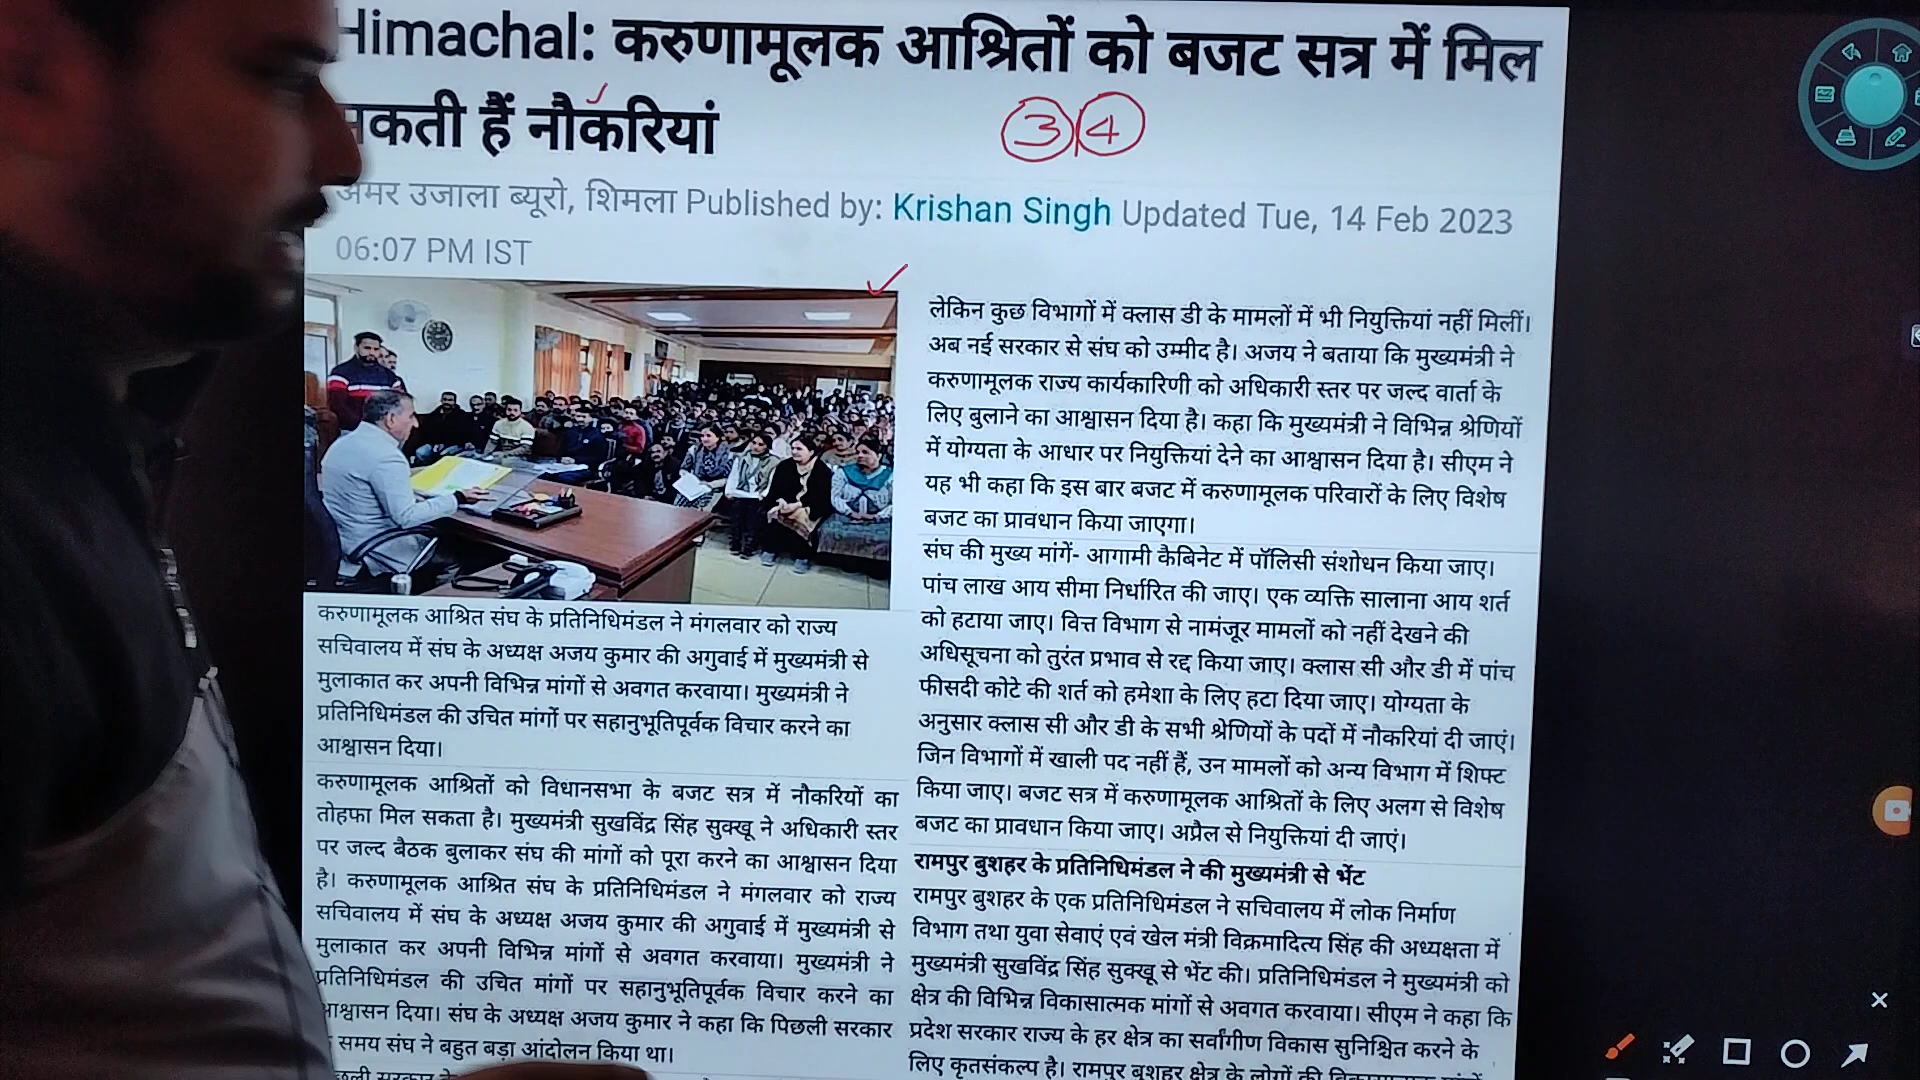 Himachal: करुणामूलक आश्रितों को बजट सत्र में मिल
सकती हैं नौकरियां
3 4
अमर उजाला ब्यूरो, शिमला Published by: Krishan Singh Updated Tue, 14 Feb 2023
06:07 PM IST
करुणामूलक आश्रित संघ के प्रतिनिधिमंडल ने मंगलवार को राज्य
सचिवालय में संघ के अध्यक्ष अजय कुमार की अगुवाई में मुख्यमंत्री से
मुलाकात कर अपनी विभिन्न मांगों से अवगत करवाया। मुख्यमंत्री ने
प्रतिनिधिमंडल की उचित मांगों पर सहानुभूतिपूर्वक विचार करने का
आश्वासन दिया।
करुणामूलक आश्रितों को विधानसभा के बजट सत्र में नौकरियों का
तोहफा मिल सकता है। मुख्यमंत्री सुखविंद्र सिंह सुक्खू ने अधिकारी स्तर
पर जल्द बैठक बुलाकर संघ की मांगों को पूरा करने का आश्वासन दिया
है। करुणामूलक आश्रित संघ के प्रतिनिधिमंडल ने मंगलवार को राज्य
सचिवालय में संघ के अध्यक्ष अजय कुमार की अगुवाई में मुख्यमंत्री से
मुलाकात कर अपनी विभिन्न मांगों से अवगत करवाया। मुख्यमंत्री ने
प्रतिनिधिमंडल की उचित मांगों पर सहानुभूतिपूर्वक विचार करने का
आश्वासन दिया। संघ के अध्यक्ष अजय कुमार ने कहा कि पिछली सरकार
समय संघ ने बहुत बड़ा आंदोलन किया था।
लेकिन कुछ विभागों में क्लास डी के मामलों में भी नियुक्तियां नहीं मिलीं।
अब नई सरकार से संघ को उम्मीद है। अजय ने बताया कि मुख्यमंत्री ने
करुणामूलक राज्य कार्यकारिणी को अधिकारी स्तर पर जल्द वार्ता के
लिए बुलाने का आश्वासन दिया है। कहा कि मुख्यमंत्री ने विभिन्न श्रेणियों
में योग्यता के आधार पर नियुक्तियां देने का आश्वासन दिया है। सीएम ने
यह भी कहा कि इस बार बजट में करुणामूलक परिवारों के लिए विशेष
बजट का प्रावधान किया जाएगा।
संघ की मुख्य मांगें- आगामी कैबिनेट में पॉलिसी संशोधन किया जाए।
पांच लाख आय सीमा निर्धारित की जाए। एक व्यक्ति सालाना आय शर्त
को हटाया जाए। वित्त विभाग से नामंजूर मामलों को नहीं देखने की
अधिसूचना को तुरंत प्रभाव से रद्द किया जाए। क्लास सी और डी में पांच
फीसदी कोटे की शर्त को हमेशा के लिए हटा दिया जाए। योग्यता के
अनुसार क्लास सी और डी के सभी श्रेणियों के पदों में नौकरियां दी जाएं।
जिन विभागों में खाली पद नहीं हैं, उन मामलों को अन्य विभाग में शिफ्ट
किया जाए। बजट सत्र में करुणामूलक आश्रितों के लिए अलग से विशेष
बजट का प्रावधान किया जाए। अप्रैल से नियुक्तियां दी जाएं।
रामपुर बुशहर के प्रतिनिधिमंडल ने की मुख्यमंत्री से भेंट
रामपुर बुशहर के एक प्रतिनिधिमंडल ने सचिवालय में लोक निर्माण
विभाग तथा युवा सेवाएं एवं खेल मंत्री विक्रमादित्य सिंह की अध्यक्षता में
मुख्यमंत्री सुखविंद्र सिंह सुक्खू से भेंट की। प्रतिनिधिमंडल ने मुख्यमंत्री को
क्षेत्र की विभिन्न विकासात्मक मांगों से अवगत करवाया। सीएम ने कहा कि
प्रदेश सरकार राज्य के हर क्षेत्र का सर्वांगीण विकास सुनिश्चित करने के
लिए कृतसंकल्प है। रामपुर बुशहर क्षेत्र के लोगों की